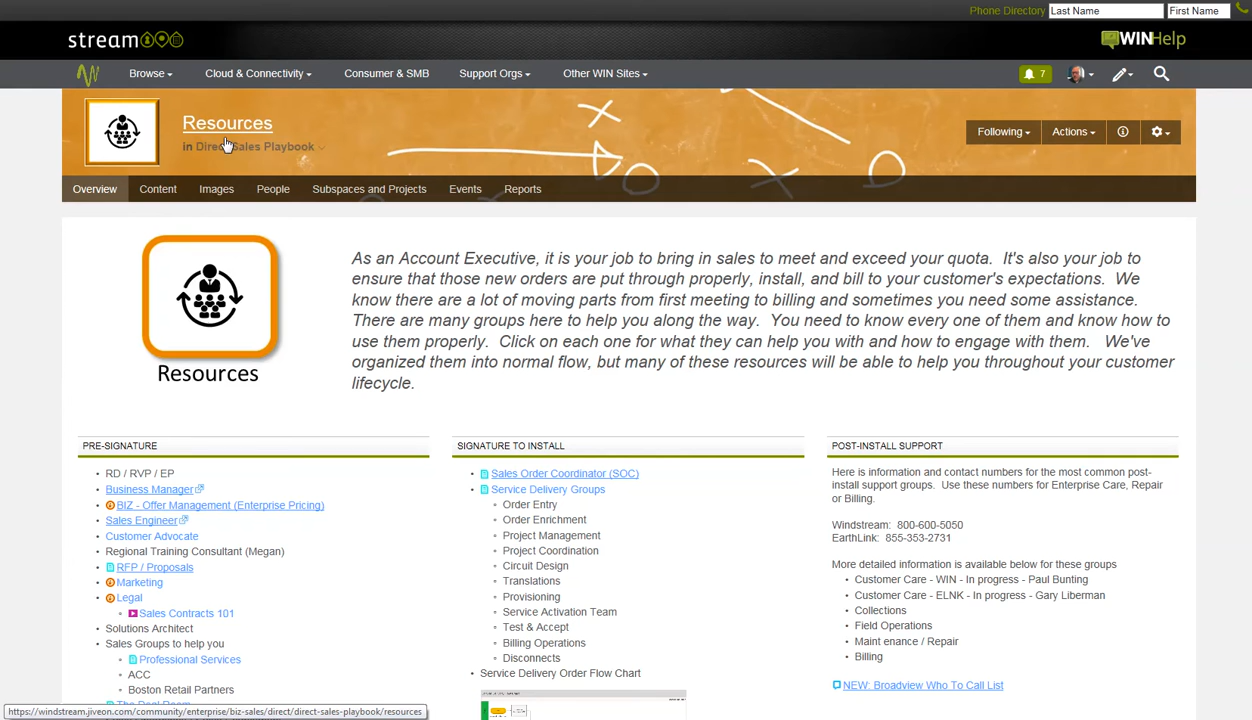 Phone Directory Last Name First Name
stream WINHelp
Browse Cloud & Connectivity Consumer & SMB Support Orgs Other WIN Sites 7
Resources
in Direct Sales Playbook
Following Actions
Overview Content Images People Subspaces and Projects Events Reports
As an Account Executive, it is your job to bring in sales to meet and exceed your quota. It's also your job to
ensure that those new orders are put through properly, install, and bill to your customer's expectations. We
know there are a lot of moving parts from first meeting to billing and sometimes you need some assistance.
There are many groups here to help you along the way. You need to know every one of them and know how to
use them properly. Click on each one for what they can help you with and how to engage with them. We've
organized them into normal flow, but many of these resources will be able to help you throughout your customer
lifecycle.
Resources
PRE-SIGNATURE
RD / RVP / EP
Business Manager
BIZ - Offer Management (Enterprise Pricing)
Sales Engineer
Customer Advocate
Regional Training Consultant (Megan)
RFP / Proposals
Marketing
Legal
Sales Contracts 101
Solutions Architect
Sales Groups to help you
Professional Services
ACC
Boston Retail Partners
The Deal Room
SIGNATURE TO INSTALL
Sales Order Coordinator (SOC)
Service Delivery Groups
Order Entry
Order Enrichment
Project Management
Project Coordination
Circuit Design
Translations
Provisioning
Service Activation Team
Test & Accept
Billing Operations
Disconnects
Service Delivery Order Flow Chart
POST-INSTALL SUPPORT
Here is information and contact numbers for the most common post-
install support groups. Use these numbers for Enterprise Care, Repair
or Billing.
Windstream: 800-600-5050
EarthLink: 855-353-2731
More detailed information is available below for these groups
Customer Care - WIN - In progress - Paul Bunting
Customer Care - ELNK - In progress - Gary Liberman
Collections
Field Operations
Maint enance / Repair
Billing
NEW: Broadview Who To Call List
https://windstream.jiveon.com/community/enterprise/biz-sales/direct/direct-sales-playbook/resources